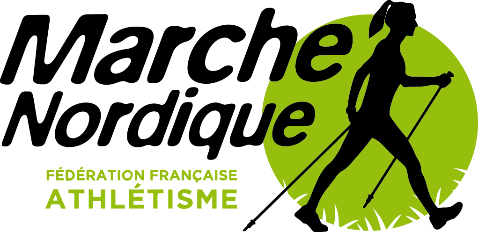 Marche
Nordique
FÉDÉRATION FRANÇAISE
ATHLÉTISME